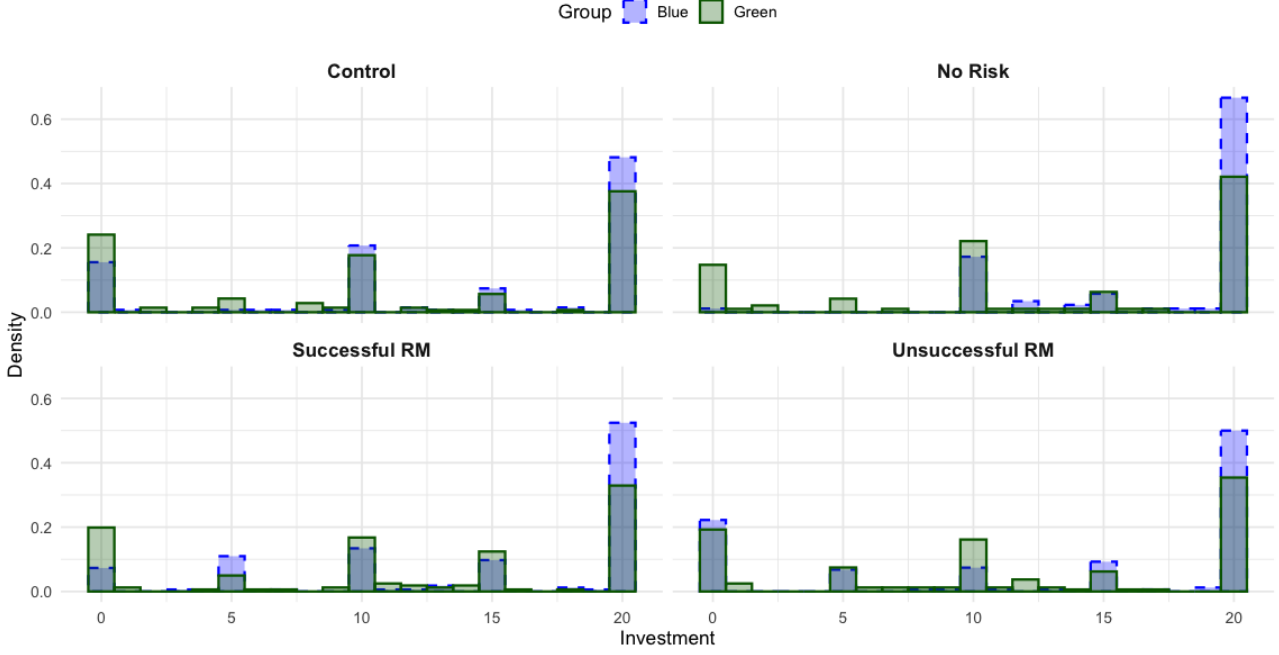 Group Blue Green
Control No Risk
0.6
0.4
0.2
0.0
Density
Successful RM Unsuccessful RM
0.6
0.4
0.2
0.0
0 5 10 15 20 0 5 10 15 20
Investment